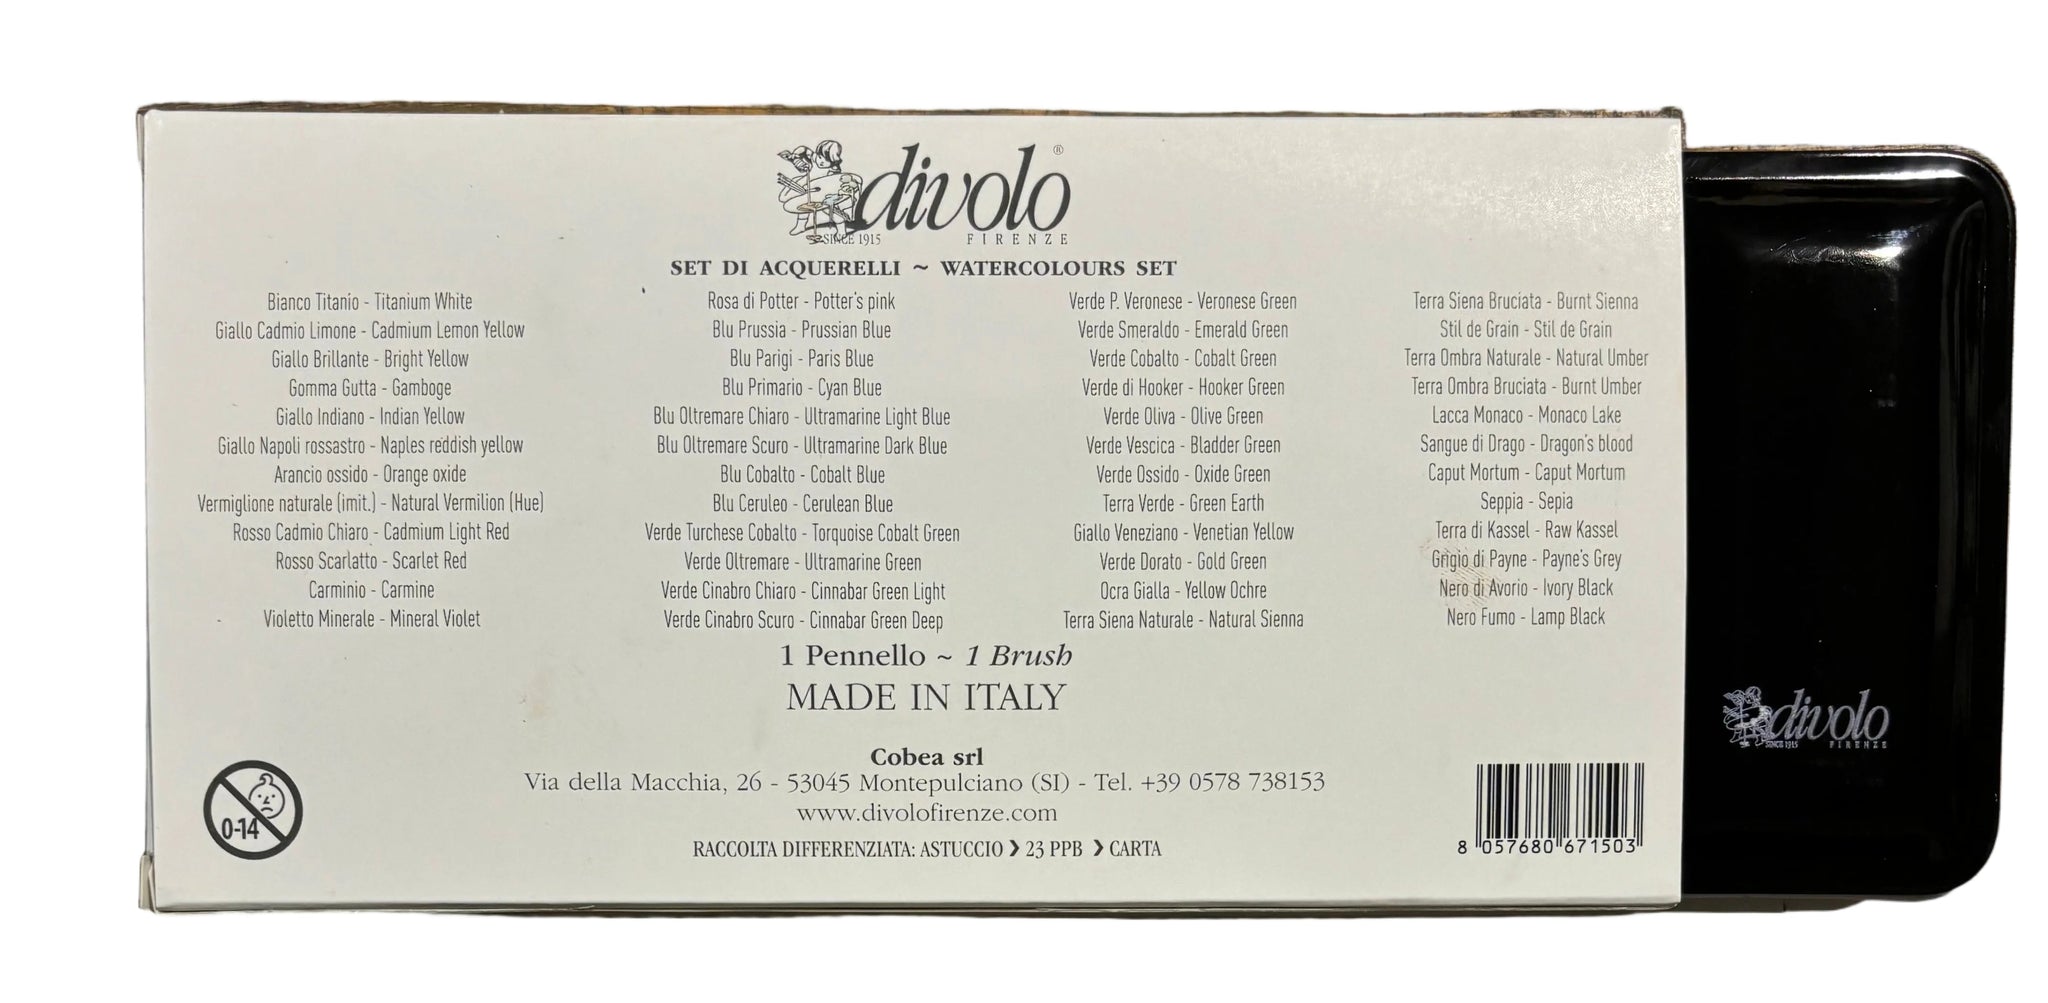 divolo®
SINCE 1915 FIRENZE
SET DI ACQUERELLI ~ WATERCOLOURS SET
Bianco Titanio - Titanium White
Giallo Cadmio Limone - Cadmium Lemon Yellow
Giallo Brillante - Bright Yellow
Gomma Gutta - Gamboge
Giallo Indiano - Indian Yellow
Giallo Napoli rossastro - Naples reddish yellow
Arancio ossido - Orange oxide
Vermiglione naturale (imit.) - Natural Vermilion (Hue)
Rosso Cadmio Chiaro - Cadmium Light Red
Rosso Scarlatto - Scarlet Red
Carminio - Carmine
Violetto Minerale - Mineral Violet
Rosa di Potter - Potter's pink
Blu Prussia - Prussian Blue
Blu Parigi - Paris Blue
Blu Primario - Cyan Blue
Blu Oltremare Chiaro - Ultramarine Light Blue
Blu Oltremare Scuro - Ultramarine Dark Blue
Blu Cobalto - Cobalt Blue
Blu Ceruleo - Cerulean Blue
Verde Turchese Cobalto - Torquoise Cobalt Green
Verde Oltremare - Ultramarine Green
Verde Cinabro Chiaro - Cinnabar Green Light
Verde Cinabro Scuro - Cinnabar Green Deep
Verde P. Veronese - Veronese Green
Verde Smeraldo - Emerald Green
Verde Cobalto - Cobalt Green
Verde di Hooker - Hooker Green
Verde Oliva - Olive Green
Verde Vescica - Bladder Green
Verde Ossido - Oxide Green
Terra Verde - Green Earth
Giallo Veneziano - Venetian Yellow
Verde Dorato - Gold Green
Ocra Gialla - Yellow Ochre
Terra Siena Naturale - Natural Sienna
Terra Siena Bruciata - Burnt Sienna
Stil de Grain - Stil de Grain
Terra Ombra Naturale - Natural Umber
Terra Ombra Bruciata - Burnt Umber
Lacca Monaco - Monaco Lake
Sangue di Drago - Dragon's blood
Caput Mortum - Caput Mortum
Seppia - Sepia
Terra di Kassel - Raw Kassel
Grigio di Payne - Payne's Grey
Nero di Avorio - Ivory Black
Nero Fumo - Lamp Black
1 Pennello ~ 1 Brush
MADE IN ITALY
Cobea srl
Via della Macchia, 26 - 53045 Montepulciano (SI) - Tel. +39 0578 738153
www.divolofirenze.com
RACCOLTA DIFFERENZIATA: ASTUCCIO ❯ 23 PPB ❯ CARTA
0-14
8 057680 671503
divolo
SINCE 1915 FIRENZE